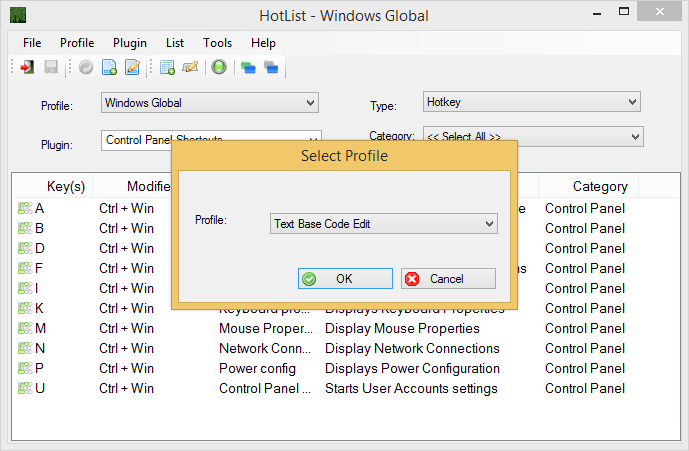 HotList - Windows Global
File Profile Plugin List Tools Help
Profile: Windows Global Type: Hotkey
Plugin: Control Panel Shortcuts Category: << Select All >>
Select Profile
Profile: Text Base Code Edit
OK Cancel
Key(s) Modifie Category
A Ctrl + Win e Control Panel
B Ctrl + Win Control Panel
D Ctrl + Win Control Panel
F Ctrl + Win ns Control Panel
I Ctrl + Win Control Panel
K Ctrl + Win Keyboard pro... Displays Keyboard Properties Control Panel
M Ctrl + Win Mouse Proper... Display Mouse Properties Control Panel
N Ctrl + Win Network Conn... Display Network Connections Control Panel
P Ctrl + Win Power config Displays Power Configuration Control Panel
U Ctrl + Win Control Panel ... Starts User Accounts settings Control Panel